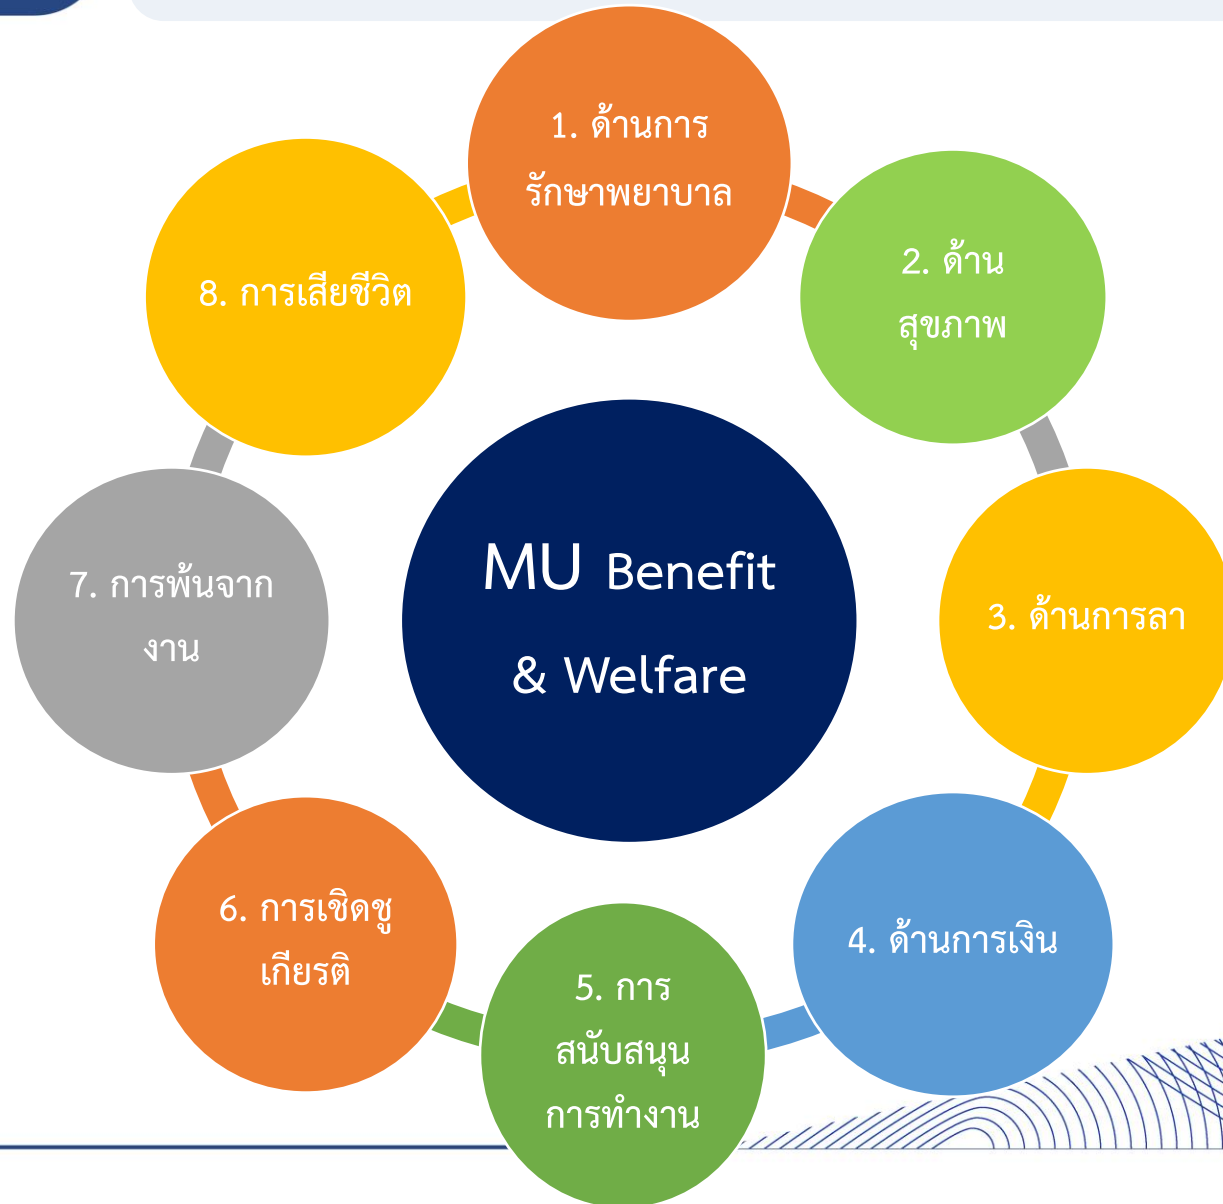 1. ด้านการ
รักษาพยาบาล
2. ด้าน
สุขภาพ
3. ด้านการลา
4. ด้านการเงิน
5. การ
สนับสนุน
การทำงาน
6. การเชิดชู
เกียรติ
7. การพ้นจาก
งาน
8. การเสียชีวิต
MU Benefit
& Welfare